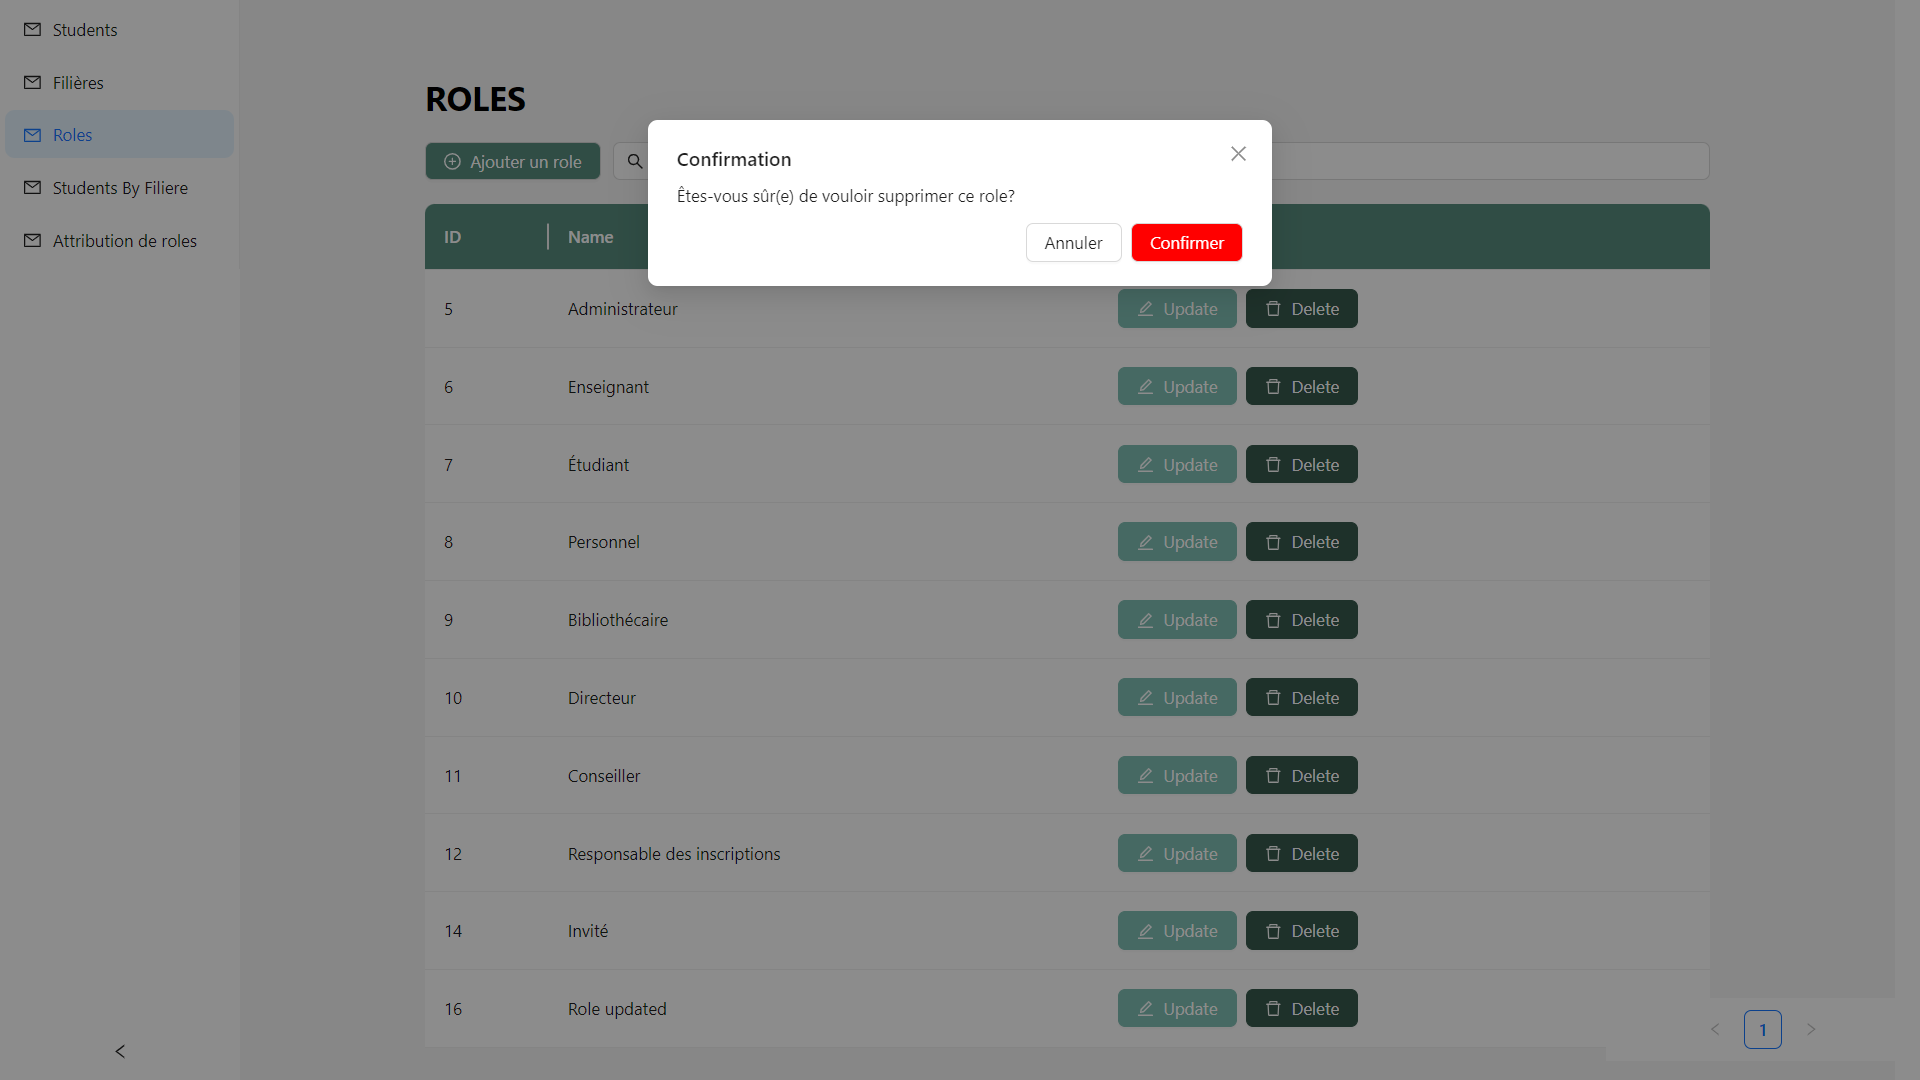 Students
Filières
Roles
Students By Filiere
Attribution de roles
ROLES
Ajouter un role
Confirmation
Êtes-vous sûr(e) de vouloir supprimer ce role?
Annuler Confirmer
ID Name
5 Administrateur Update Delete
6 Enseignant Update Delete
7 Étudiant Update Delete
8 Personnel Update Delete
9 Bibliothécaire Update Delete
10 Directeur Update Delete
11 Conseiller Update Delete
12 Responsable des inscriptions Update Delete
14 Invité Update Delete
16 Role updated Update Delete
1